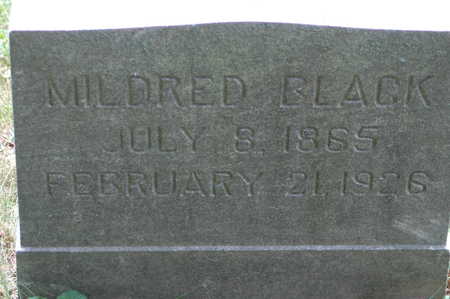 MILDRED BLACK
JULY 8, 1865
FEBRUARY 21, 1926